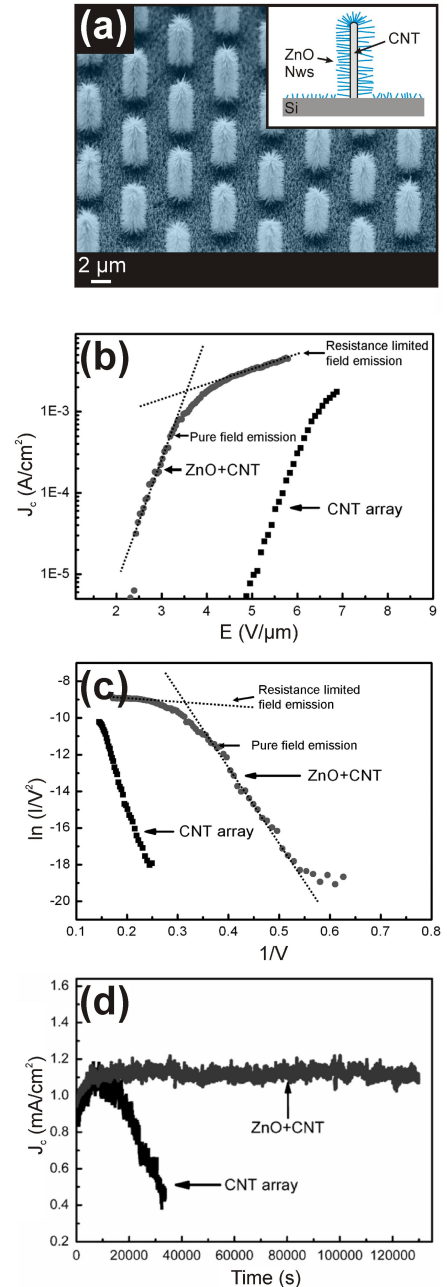 (a)
ZnO
Nws
CNT
Si
2 µm
(b)
Resistance limited
field emission
Pure field emission
ZnO+CNT
CNT array
1E-3
1E-4
1E-5
J꜀ (A/cm²)
1 2 3 4 5 6 7 8 9
E (V/µm)
(c)
Resistance limited
field emission
Pure field emission
ZnO+CNT
CNT array
-8
-10
-12
-14
-16
-18
-20
ln (I/V²)
0.1 0.2 0.3 0.4 0.5 0.6 0.7 0.8
1/V
(d)
ZnO+CNT
CNT array
1.6
1.4
1.2
1.0
0.8
0.6
0.4
0.2
J꜀ (mA/cm²)
0 20000 40000 60000 80000 100000 120000
Time (s)